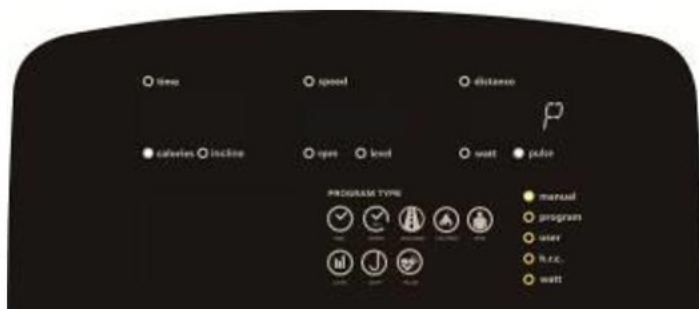 time speed distance
P
calories incline rpm level watt pulse
PROGRAM TYPE
manual
program
user
h.r.c.
watt